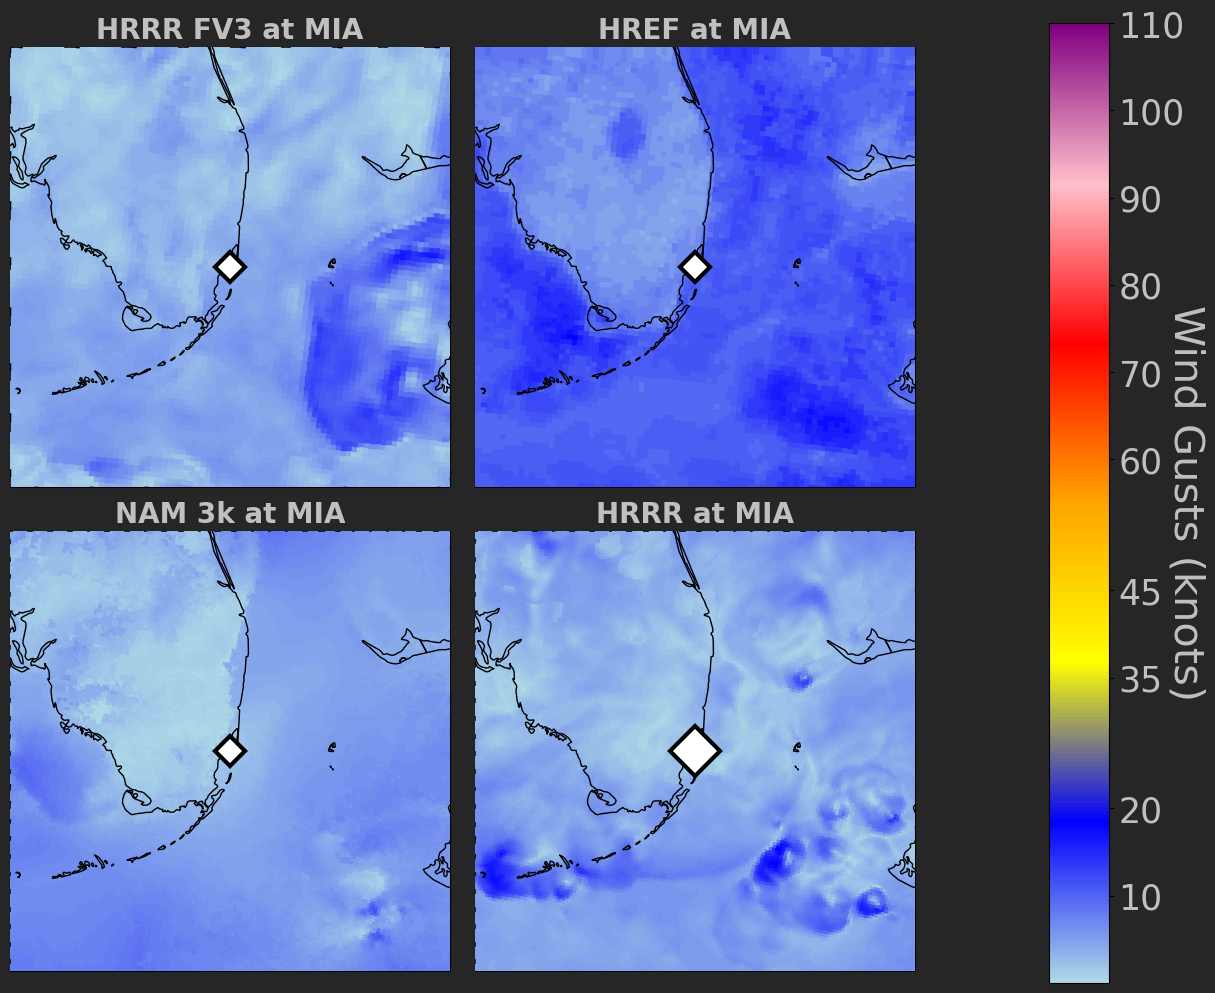 HRRR FV3 at MIA
HREF at MIA
NAM 3k at MIA
HRRR at MIA
110
100
90
80
70
60
45
35
20
10
Wind Gusts (knots)